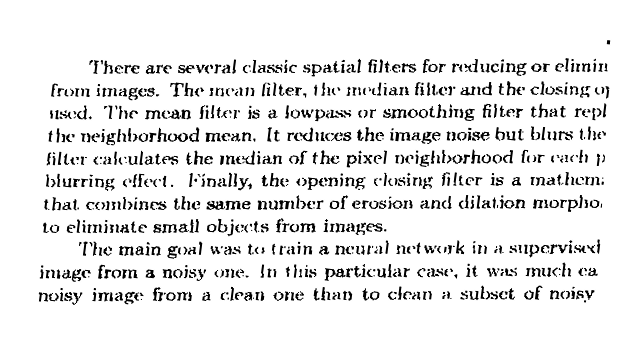 There are several classic spatial filters for reducing or elimin
from images. The mean filter, the median filter and the closing op
used. The mean filter is a lowpass or smoothing filter that repl
the neighborhood mean. It reduces the image noise but blurs the
filter calculates the median of the pixel neighborhood for each p
blurring effect. Finally, the opening closing filter is a mathem
that combines the same number of erosion and dilation morpho
to eliminate small objects from images.
The main goal was to train a neural network in a supervised
image from a noisy one. In this particular case, it was much ea
noisy image from a clean one than to clean a subset of noisy